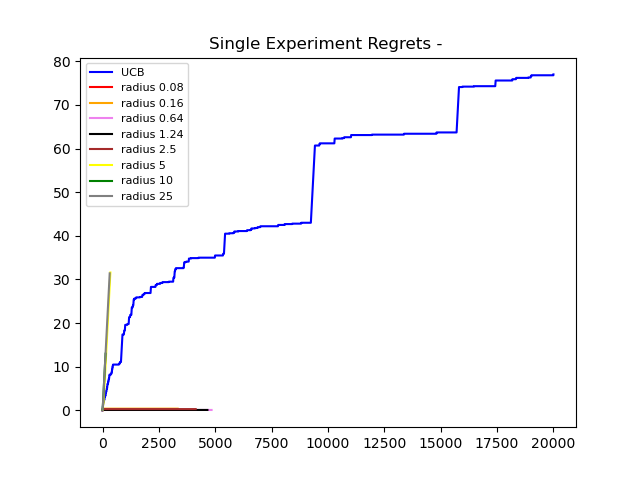 Single Experiment Regrets -
80
70
60
50
40
30
20
10
0
UCB
radius 0.08
radius 0.16
radius 0.64
radius 1.24
radius 2.5
radius 5
radius 10
radius 25
0 2500 5000 7500 10000 12500 15000 17500 20000